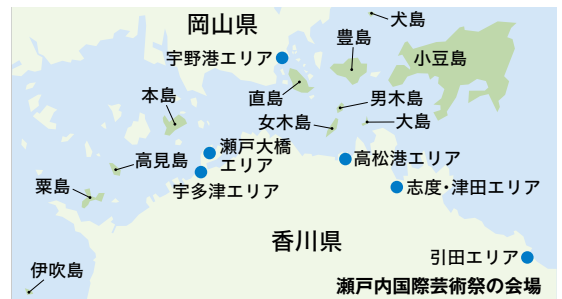 岡山県
犬島
豊島
小豆島
宇野港エリア
直島
本島
男木島
女木島
大島
瀬戸大橋
エリア
高見島
高松港エリア
宇多津エリア
粟島
志度・津田エリア
香川県
引田エリア
伊吹島
瀬戸内国際芸術祭の会場